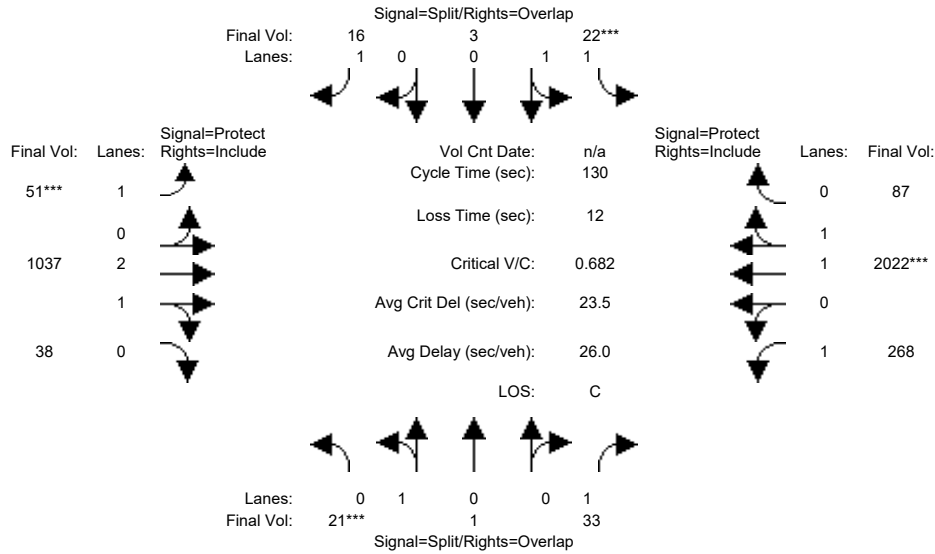 Signal=Split/Rights=Overlap
Final Vol: 16 3 22***
Lanes: 1 0 0 1 1
Signal=Protect Signal=Protect
Final Vol: Lanes: Rights=Include Vol Cnt Date: n/a Rights=Include Lanes: Final Vol:
Cycle Time (sec): 130
51*** 1 0 87
Loss Time (sec): 12
0 1
1037 2 Critical V/C: 0.682 1 2022***
1 Avg Crit Del (sec/veh): 23.5 0
38 0 Avg Delay (sec/veh): 26.0 1 268
LOS: C
Lanes: 0 1 0 0 1
Final Vol: 21*** 1 33
Signal=Split/Rights=Overlap